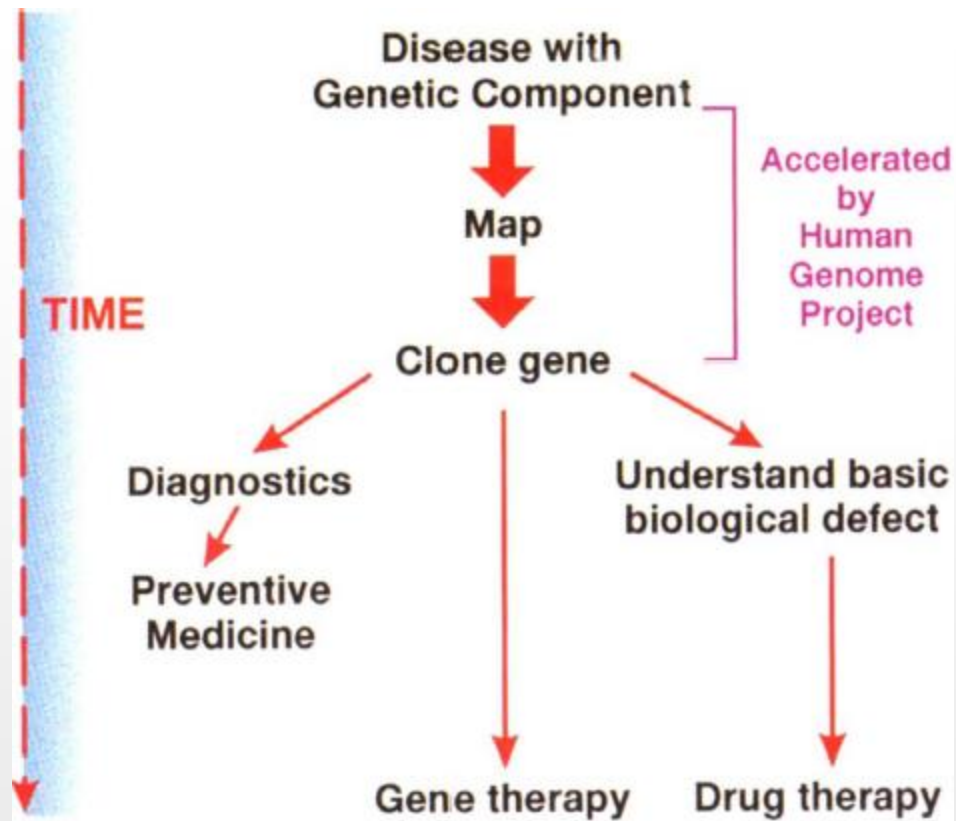 Disease with
Genetic Component
Accelerated
by
Human
Genome
Project
Map
TIME
Clone gene
Diagnostics
Understand basic
biological defect
Preventive
Medicine
Gene therapy
Drug therapy